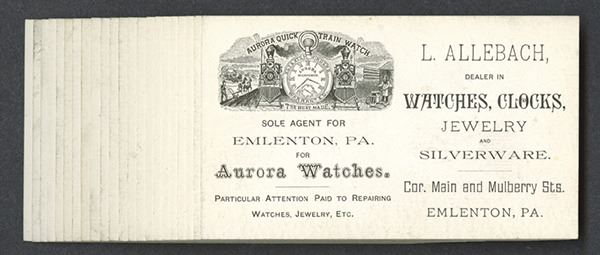 AURORA QUICK TRAIN WATCH
AURORA
THE BEST MADE.
SOLE AGENT FOR
EMLENTON, PA.
FOR
Aurora Watches.
PARTICULAR ATTENTION PAID TO REPAIRING
WATCHES, JEWELRY, ETC.
L. ALLEBACH,
DEALER IN
WATCHES, CLOCKS,
JEWELRY
AND
SILVERWARE.
Cor. Main and Mulberry Sts.
EMLENTON, PA.